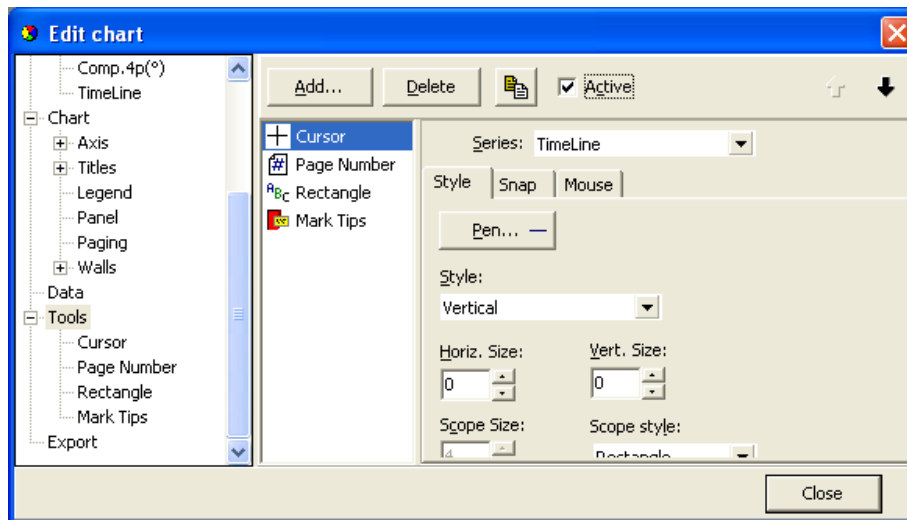 Edit chart
Comp.4p(°)
TimeLine
Chart
Axis
Titles
Legend
Panel
Paging
Walls
Data
Tools
Cursor
Page Number
Rectangle
Mark Tips
Export
Add... Delete Active
Cursor
Page Number
Rectangle
Mark Tips
Series: TimeLine
Style Snap Mouse
Pen...
Style:
Vertical
Horiz. Size: Vert. Size:
0 0
Scope Size: Scope style:
4 Rectangle
Close